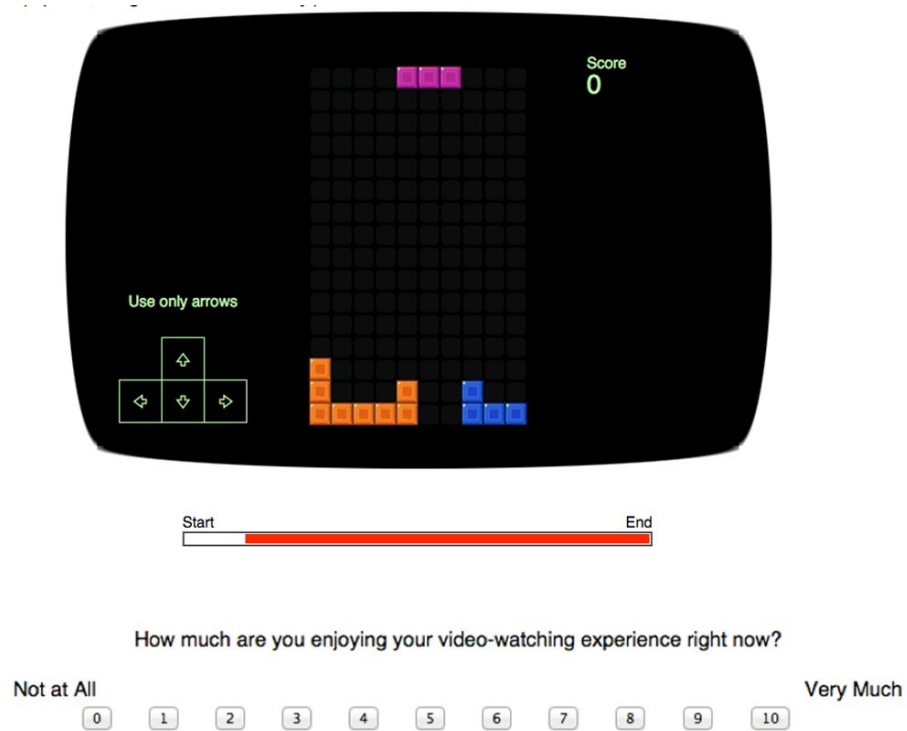 Score
0
Use only arrows
Start End
How much are you enjoying your video-watching experience right now?
Not at All Very Much
0 1 2 3 4 5 6 7 8 9 10